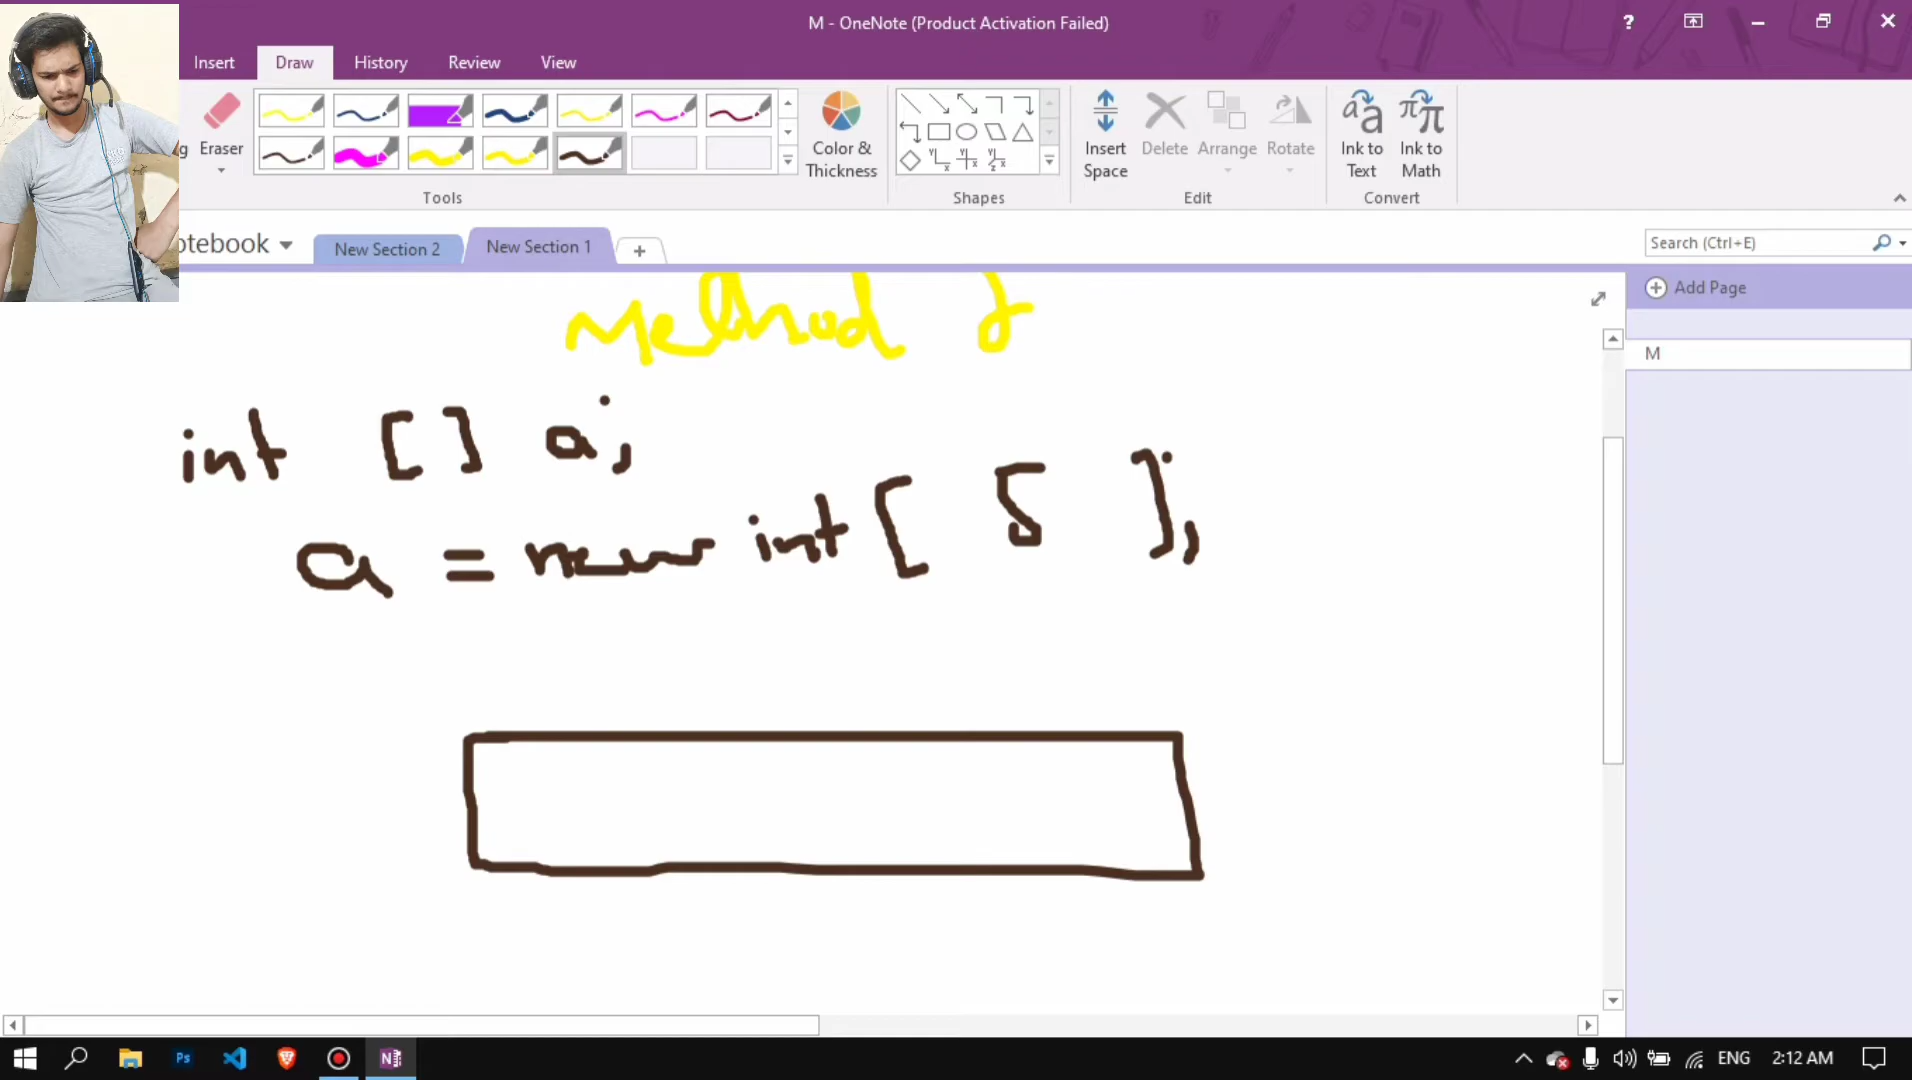 M - OneNote (Product Activation Failed)
?
Insert Draw History Review View
Eraser
Color & Thickness
Insert Space
Delete
Arrange
Rotate
Ink to Text
Ink to Math
Tools
Shapes
Edit
Convert
otebook
New Section 2
New Section 1
Search (Ctrl+E)
Add Page
M
Method 2
int [] a;
a = new int[ 5 ];
ENG
2:12 AM